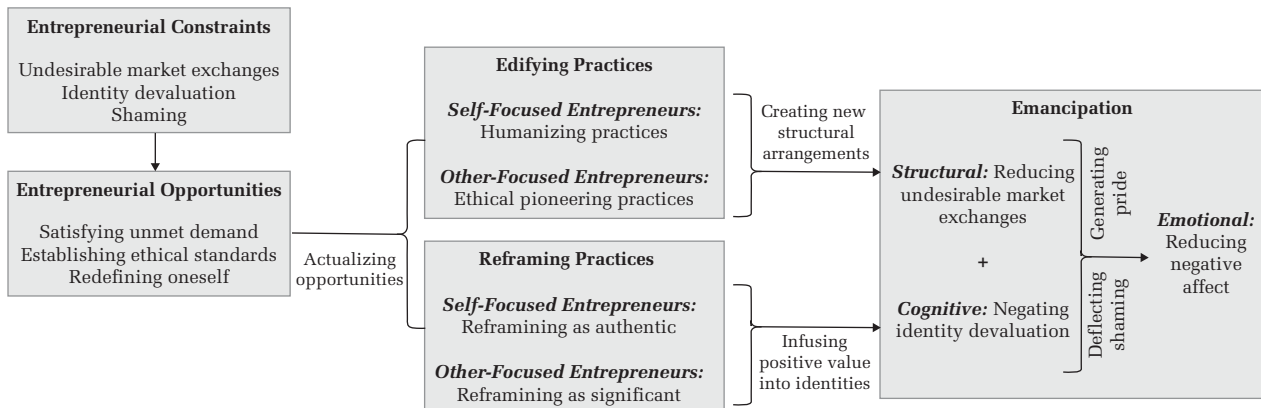 Entrepreneurial Constraints
Undesirable market exchanges
Identity devaluation
Shaming
Entrepreneurial Opportunities
Satisfying unmet demand
Establishing ethical standards
Redefining oneself
Actualizing
opportunities
Edifying Practices
Self-Focused Entrepreneurs:
Humanizing practices
Other-Focused Entrepreneurs:
Ethical pioneering practices
Reframing Practices
Self-Focused Entrepreneurs:
Reframining as authentic
Other-Focused Entrepreneurs:
Reframining as significant
Creating new
structural
arrangements
Infusing
positive value
into identities
Emancipation
Structural: Reducing
undesirable market
exchanges
+
Cognitive: Negating
identity devaluation
Generating
pride
Deflecting
shaming
Emotional:
Reducing
negative
affect